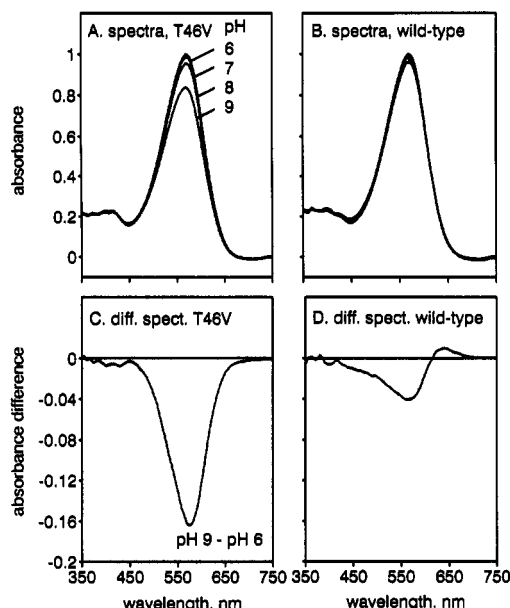 A. spectra, T46V
pH
6
7
8
9
B. spectra, wild-type
absorbance
1
0.8
0.6
0.4
0.2
0
C. diff. spect. T46V
D. diff. spect. wild-type
absorbance difference
0
-0.04
-0.08
-0.12
-0.16
-0.2
pH 9 - pH 6
350 450 550 650 750
350 450 550 650 750
wavelength, nm
wavelength, nm